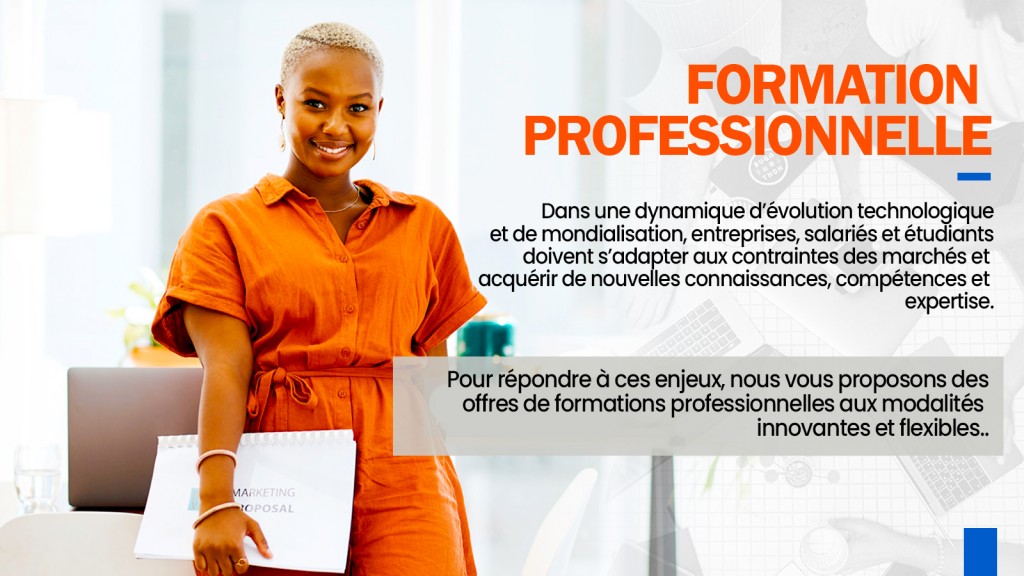 FORMATION
PROFESSIONNELLE
Dans une dynamique d’évolution technologique
et de mondialisation, entreprises, salariés et étudiants
doivent s’adapter aux contraintes des marchés et
acquérir de nouvelles connaissances, compétences et
expertise.
Pour répondre à ces enjeux, nous vous proposons des
offres de formations professionnelles aux modalités
innovantes et flexibles..
MARKETING
PROPOSAL